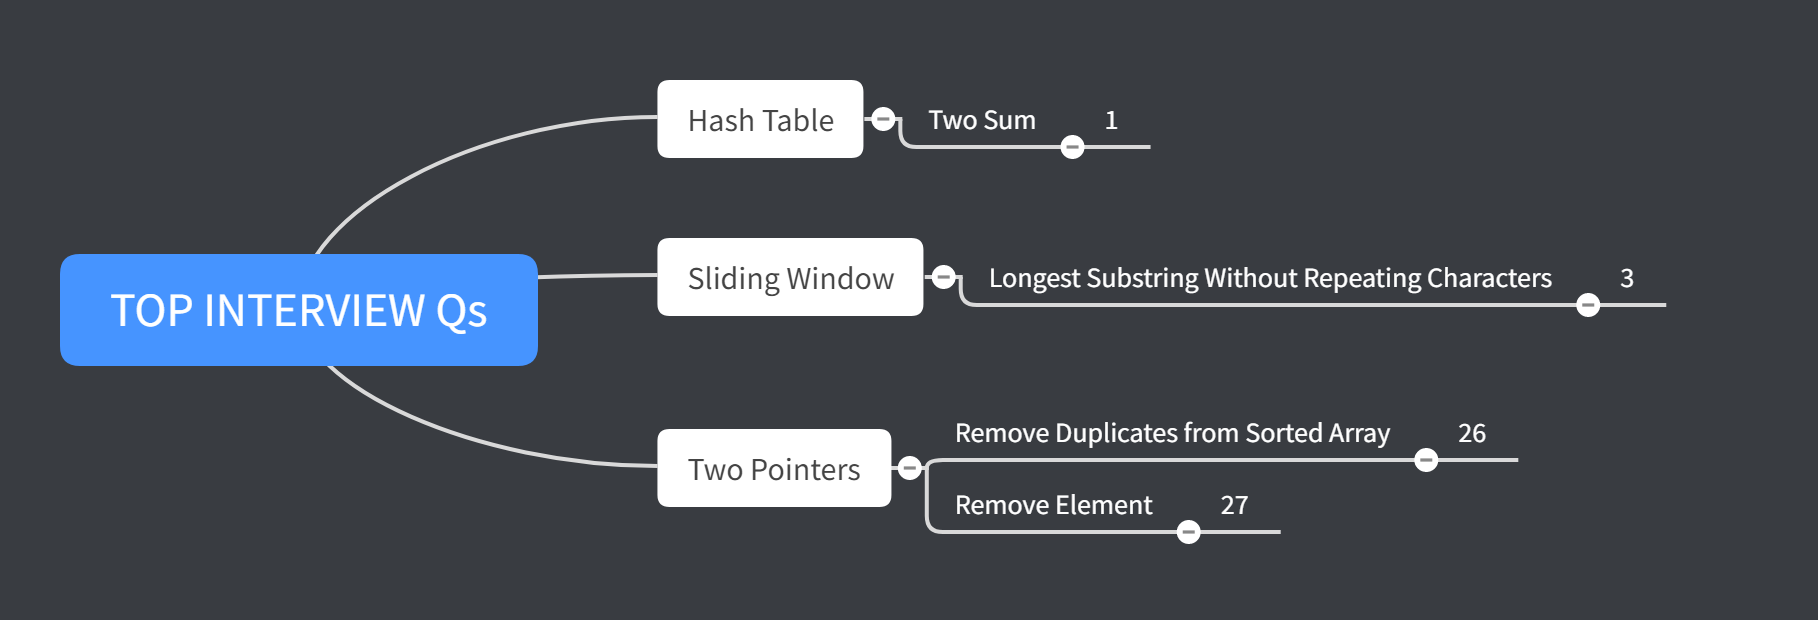 TOP INTERVIEW Qs
Hash Table
Two Sum
1
Sliding Window
Longest Substring Without Repeating Characters
3
Two Pointers
Remove Duplicates from Sorted Array
26
Remove Element
27